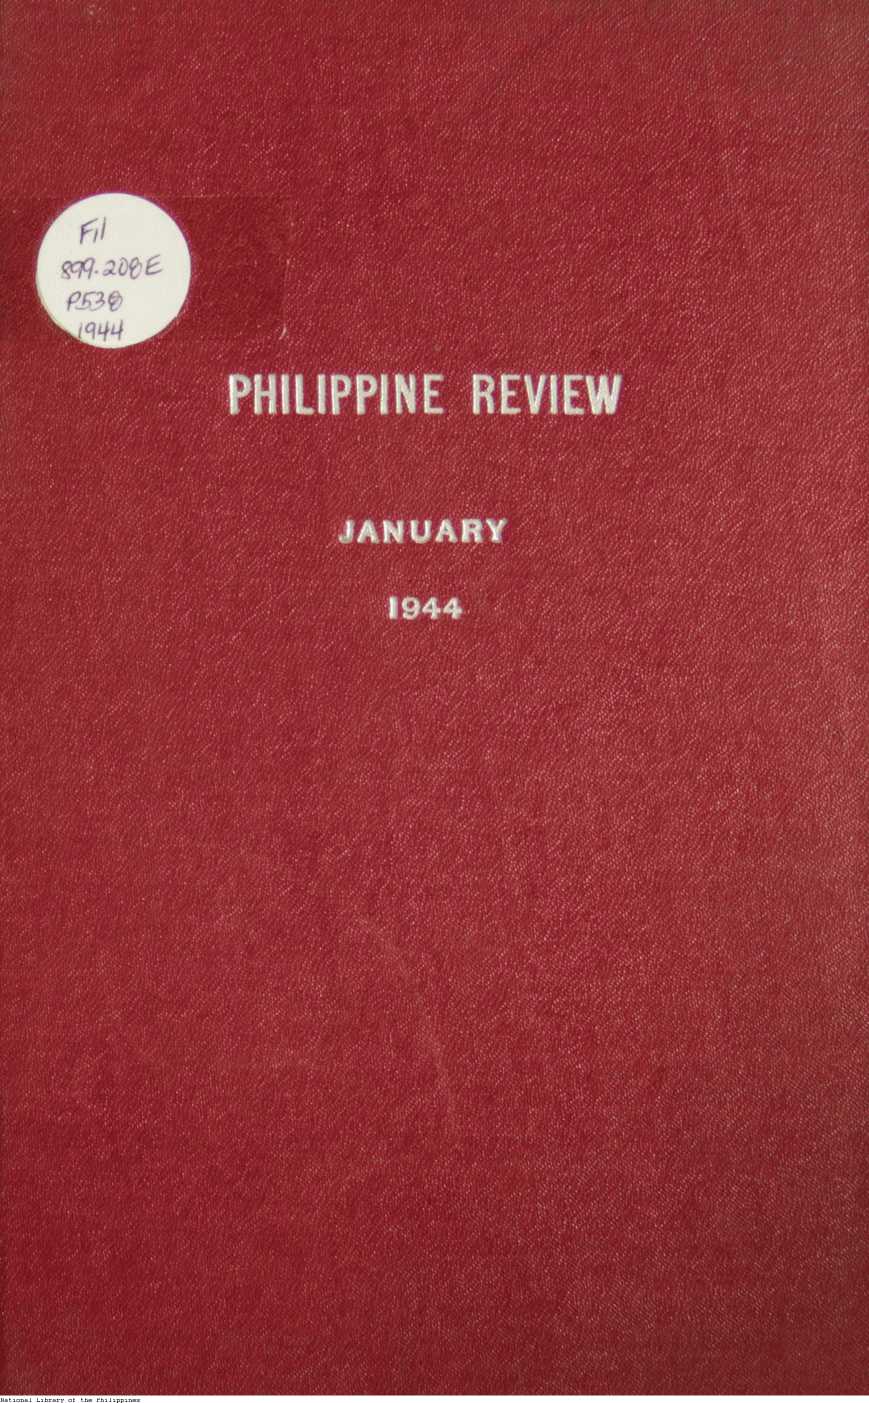 Fil
899.208E
P538
1944
PHILIPPINE REVIEW
JANUARY
1944
National Library of the Philippines